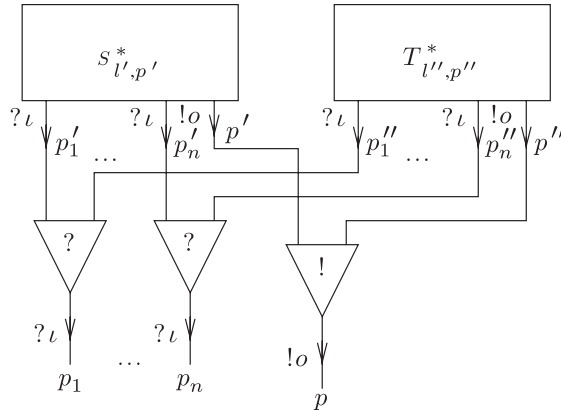 S*l′,p′ T*l″,p″
?ι ?ι !o ?ι ?ι !o
p′1 ... p′n p′ p″1 ... p″n p″
? ? !
?ι ?ι !o
p1 ... pn p